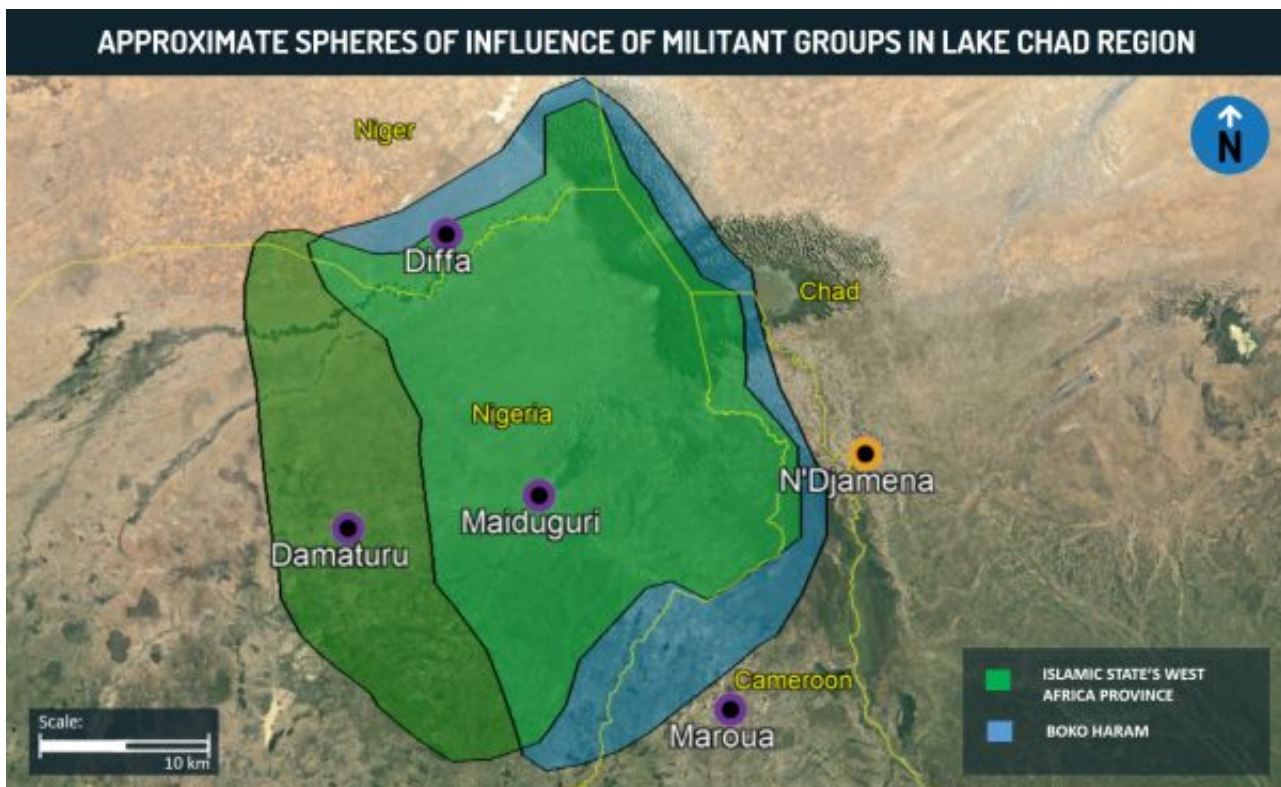 APPROXIMATE SPHERES OF INFLUENCE OF MILITANT GROUPS IN LAKE CHAD REGION
Niger
N
Diffa
Chad
Nigeria
N'Djamena
Maiduguri
Damaturu
Cameroon
Maroua
ISLAMIC STATE'S WEST
AFRICA PROVINCE
BOKO HARAM
Scale:
10 km